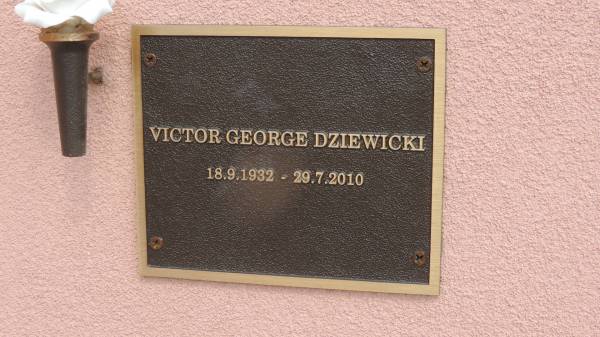 VICTOR GEORGE DZIEWICKI
18.9.1932 - 29.7.2010